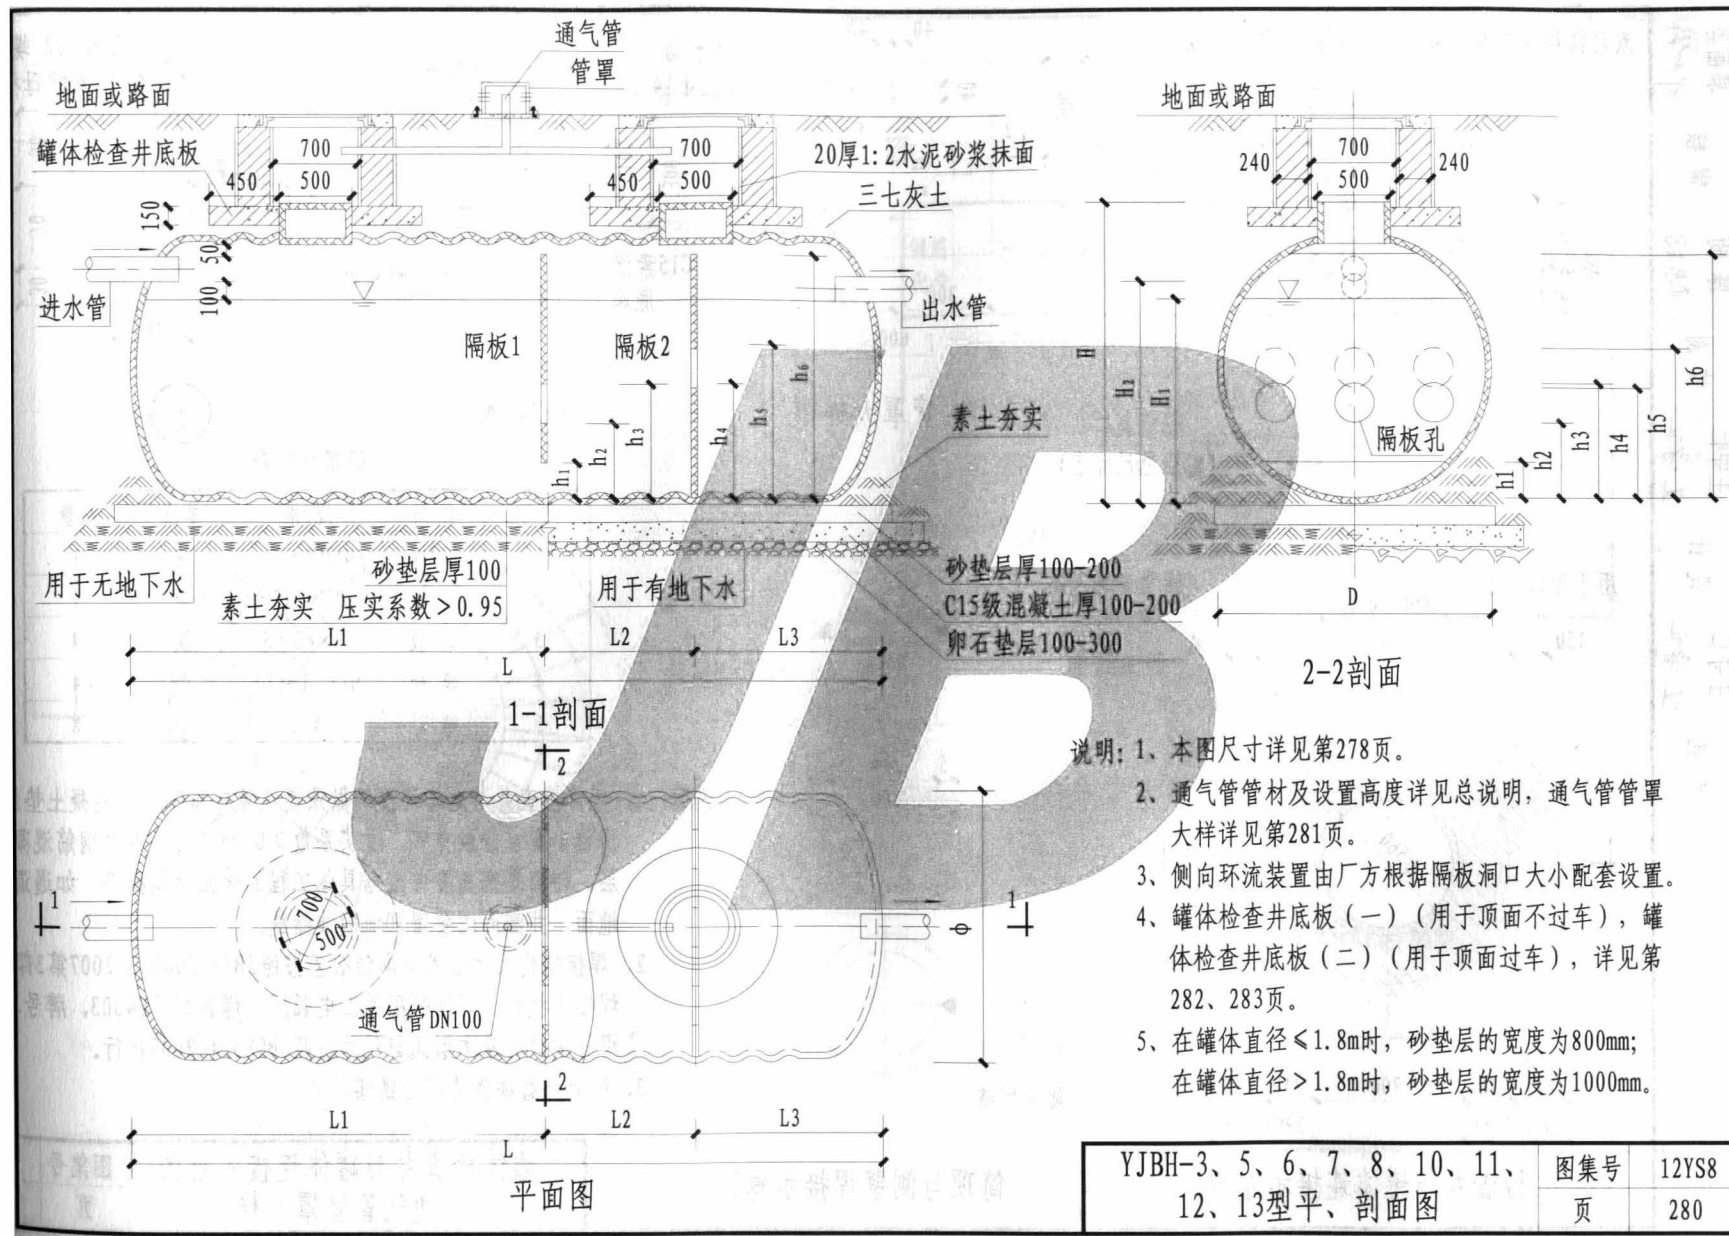 通气管
管罩
地面或路面
罐体检查井底板
700
500
450
150
50
100
700
500
450
20厚1:2水泥砂浆抹面
三七灰土
进水管
出水管
隔板1
隔板2
h₁
h₂
h₃
h₄
h₅
h₆
素土夯实
用于无地下水
砂垫层厚100
素土夯实 压实系数>0.95
用于有地下水
砂垫层厚100-200
C15级混凝土厚100-200
卵石垫层100-300
L1
L2
L3
L
1-1剖面
地面或路面
240
700
500
240
H
H₂
H₁
隔板孔
h1
h2
h3
h4
h5
h6
D
2-2剖面
2
1
700
500
通气管DN100
1
φ
2
L1
L2
L3
L
平面图
说明: 1、本图尺寸详见第278页。
2、通气管管材及设置高度详见总说明，通气管管罩
大样详见第281页。
3、侧向环流装置由厂方根据隔板洞口大小配套设置。
4、罐体检查井底板（一）（用于顶面不过车），罐
体检查井底板（二）（用于顶面过车），详见第
282、283页。
5、在罐体直径≤1.8m时，砂垫层的宽度为800mm;
在罐体直径>1.8m时，砂垫层的宽度为1000mm。
YJBH-3、5、6、7、8、10、11、
12、13型平、剖面图
图集号
12YS8
页
280
JB